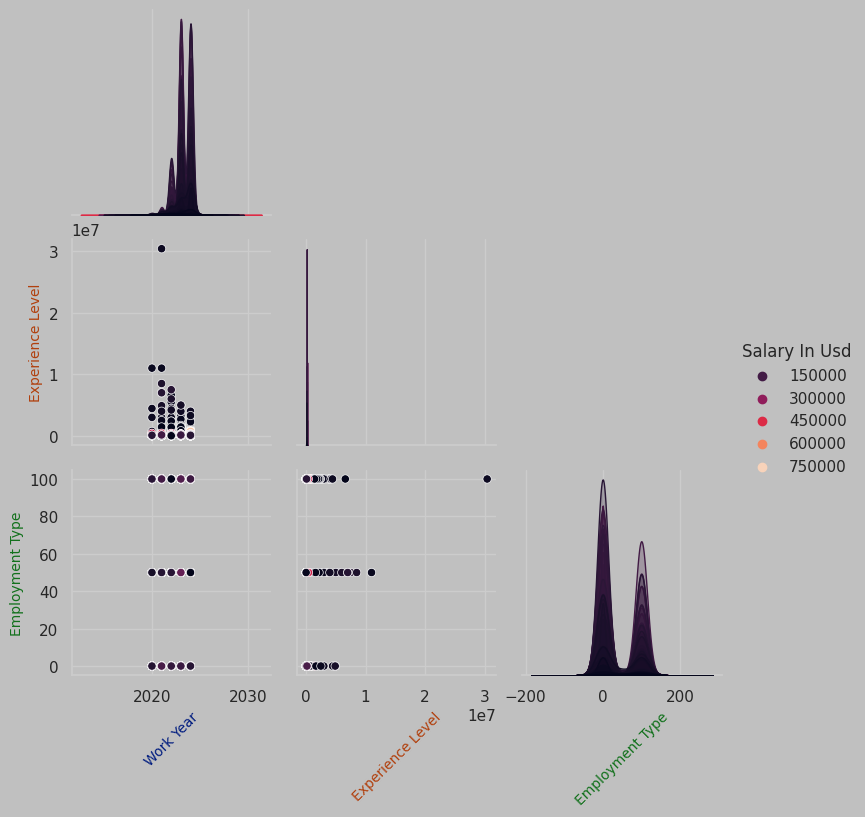 1e7
3
2
1
0
Experience Level
100
80
60
40
20
0
Employment Type
2020 2030
Work Year
0 1 2 3
1e7
Experience Level
−200 0 200
Employment Type
Salary In Usd
150000
300000
450000
600000
750000